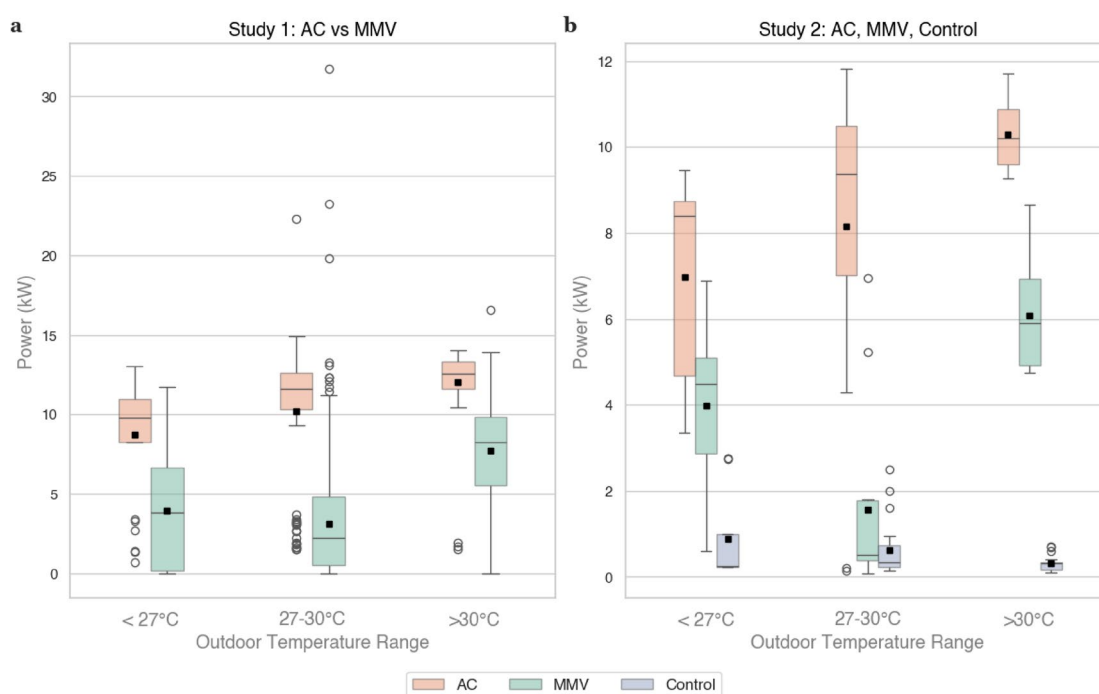 a
Study 1: AC vs MMV
Power (kW)
30
25
20
15
10
5
0
< 27°C
27-30°C
>30°C
Outdoor Temperature Range
b
Study 2: AC, MMV, Control
Power (kW)
12
10
8
6
4
2
0
< 27°C
27-30°C
>30°C
Outdoor Temperature Range
AC
MMV
Control